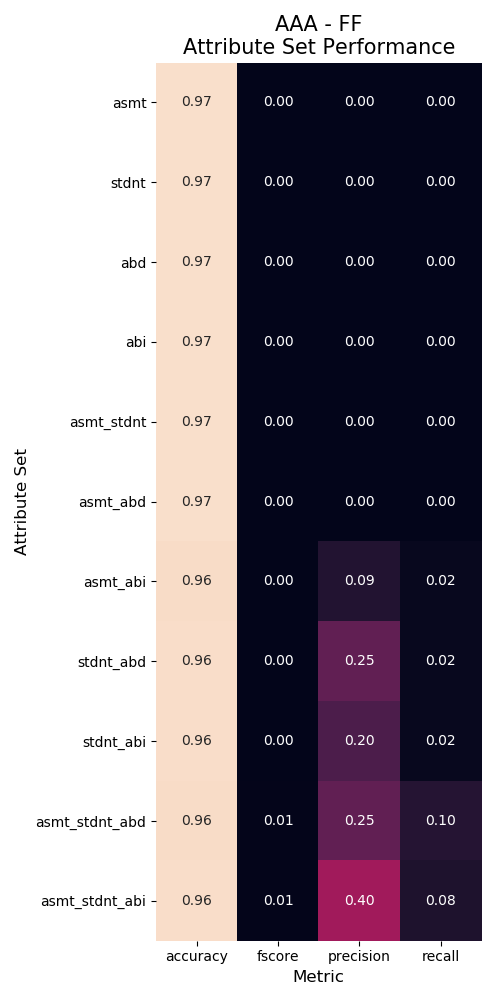 AAA - FF
Attribute Set Performance
asmt 0.97 0.00 0.00 0.00
stdnt 0.97 0.00 0.00 0.00
abd 0.97 0.00 0.00 0.00
abi 0.97 0.00 0.00 0.00
asmt_stdnt 0.97 0.00 0.00 0.00
asmt_abd 0.97 0.00 0.00 0.00
asmt_abi 0.96 0.00 0.09 0.02
stdnt_abd 0.96 0.00 0.25 0.02
stdnt_abi 0.96 0.00 0.20 0.02
asmt_stdnt_abd 0.96 0.01 0.25 0.10
asmt_stdnt_abi 0.96 0.01 0.40 0.08
Attribute Set
accuracy fscore precision recall
Metric